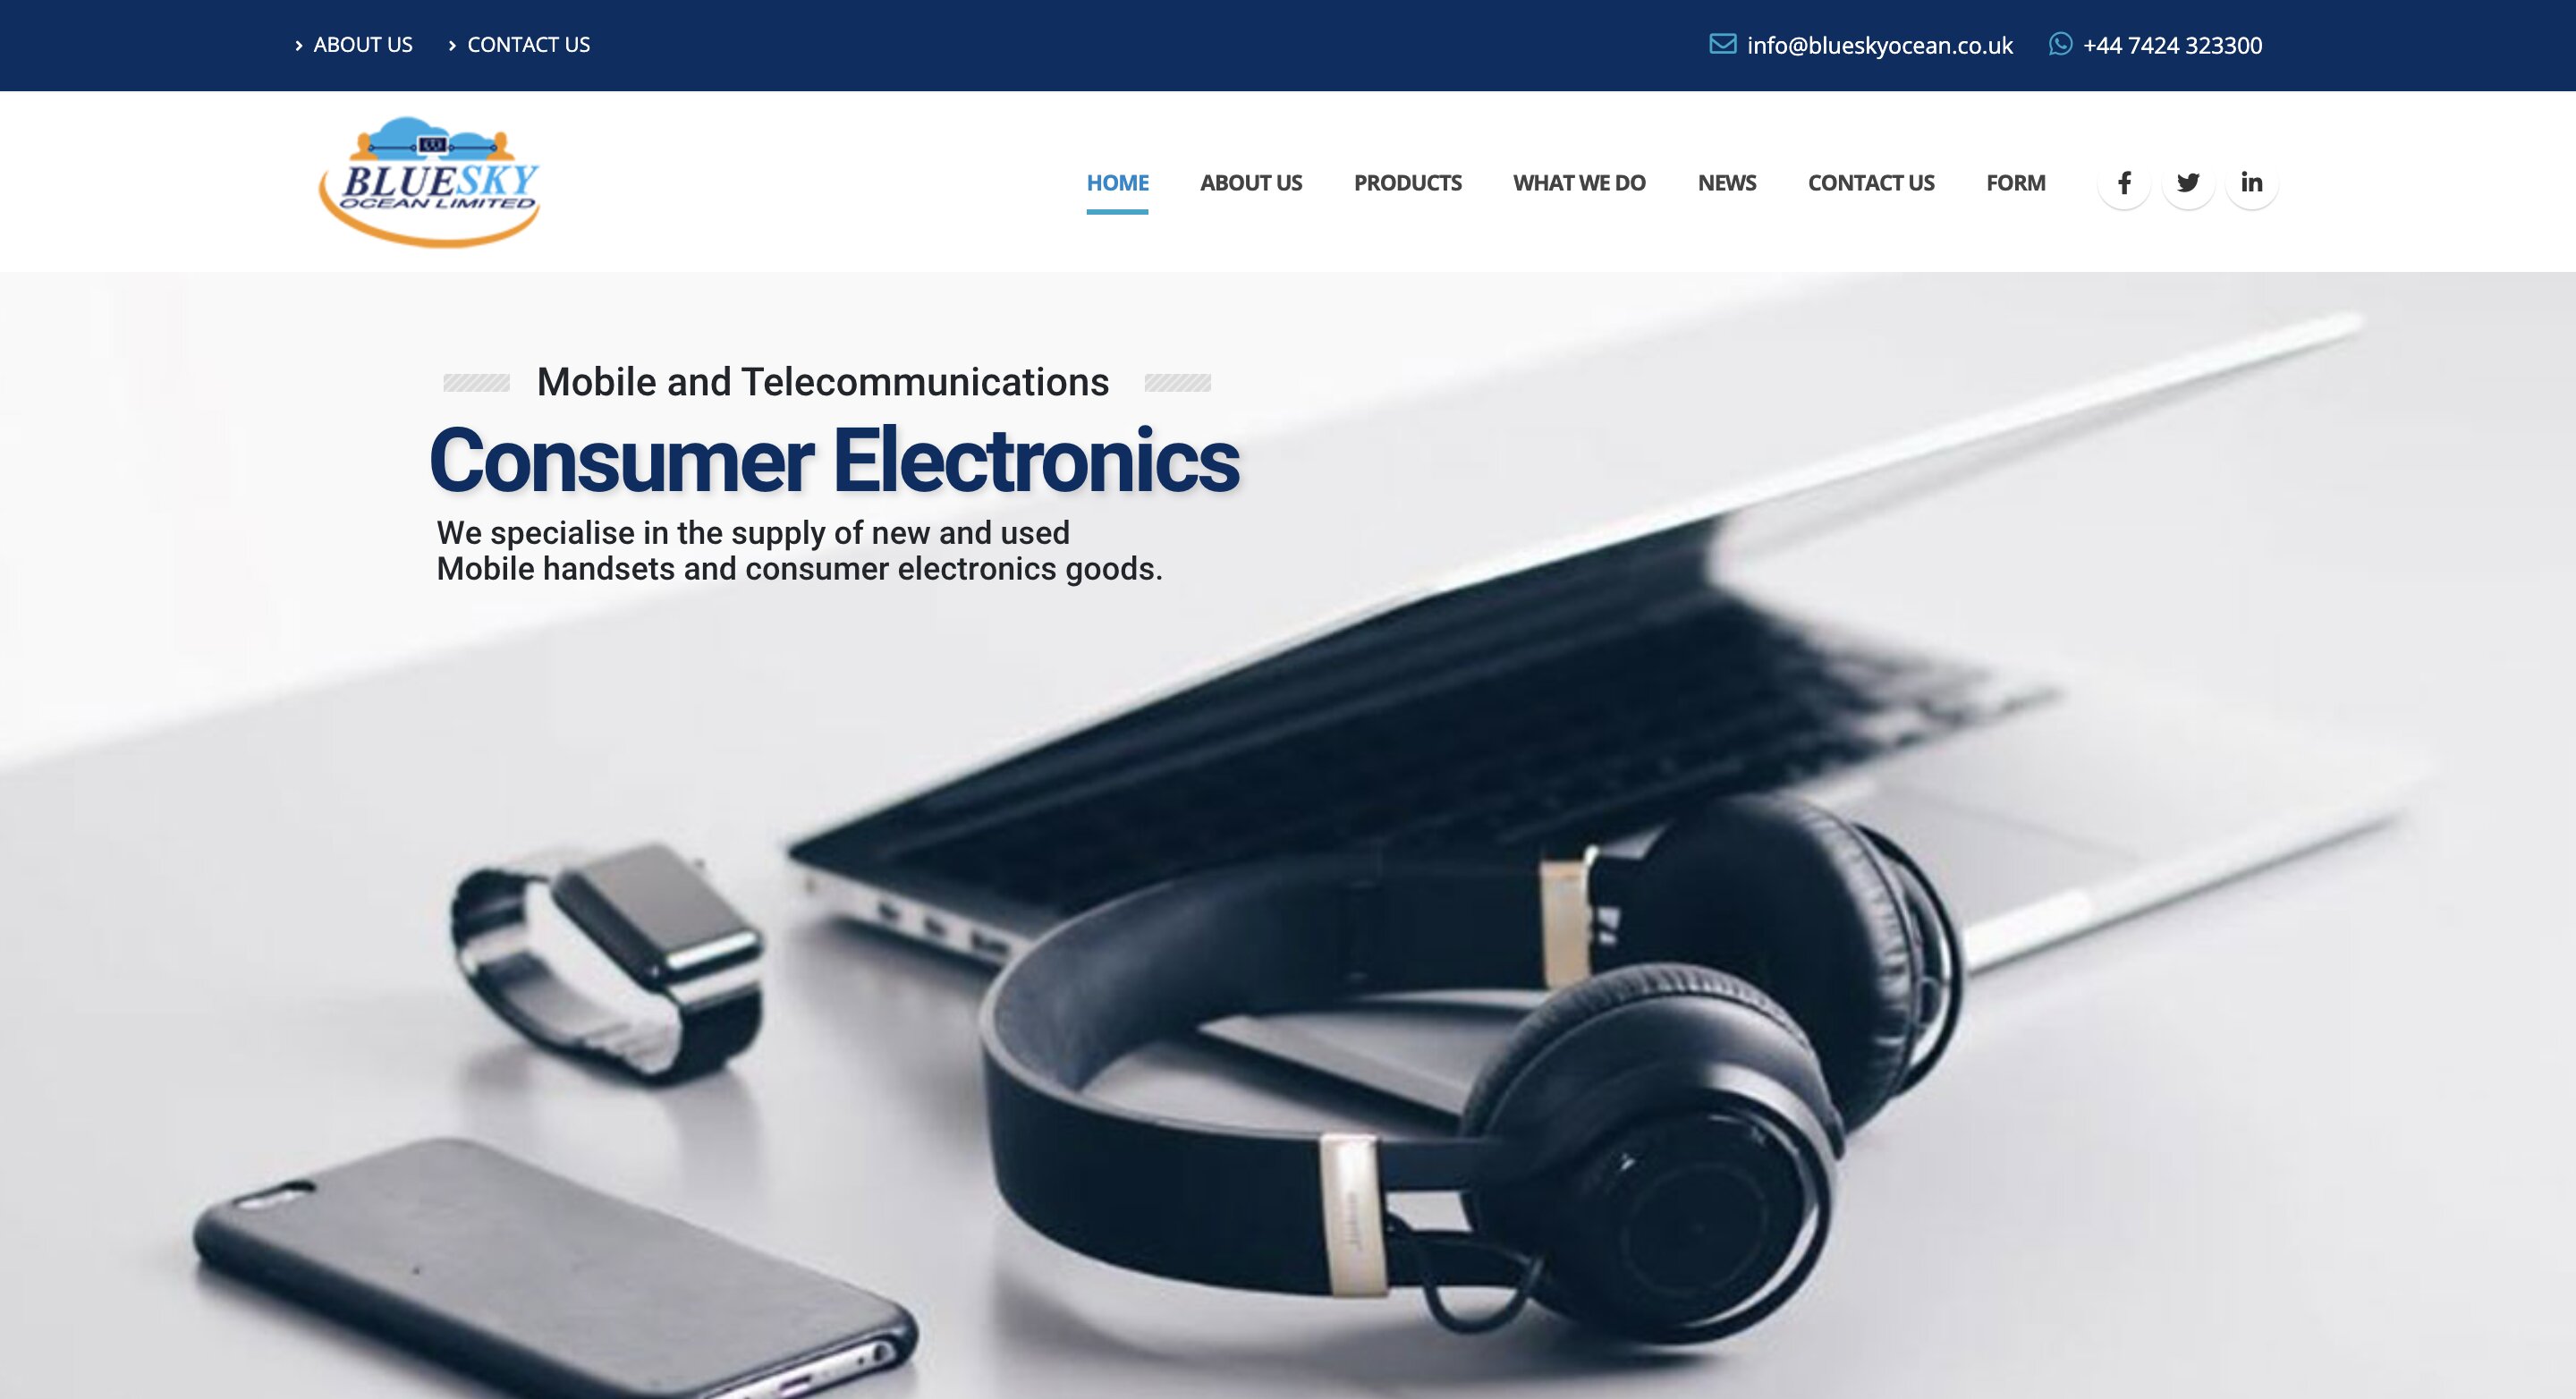 ABOUT US
CONTACT US
info@blueskyocean.co.uk
+44 7424 323300
BLUESKY
OCEAN LIMITED
HOME
ABOUT US
PRODUCTS
WHAT WE DO
NEWS
CONTACT US
FORM
Mobile and Telecommunications
Consumer Electronics
We specialise in the supply of new and used
Mobile handsets and consumer electronics goods.